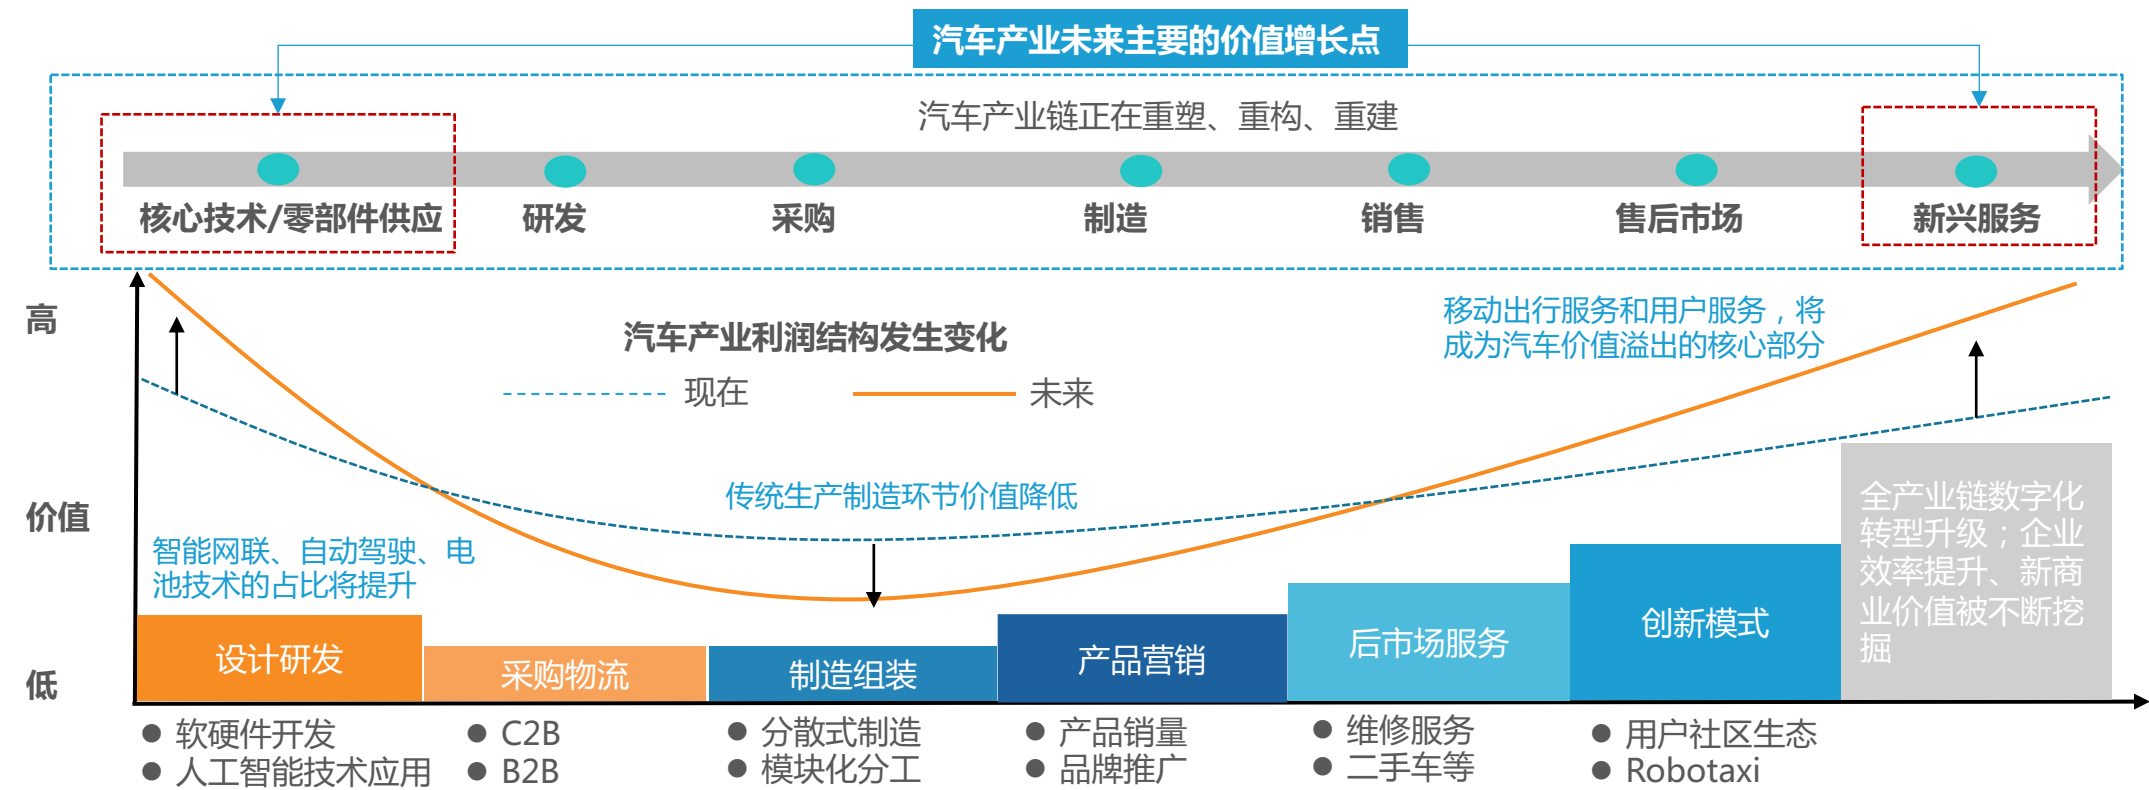 汽车产业未来主要的价值增长点
汽车产业链正在重塑、重构、重建
核心技术/零部件供应
研发
采购
制造
销售
售后市场
新兴服务
高
价值
低
汽车产业利润结构发生变化
现在
未来
移动出行服务和用户服务，将
成为汽车价值溢出的核心部分
传统生产制造环节价值降低
智能网联、自动驾驶、电
池技术的占比将提升
设计研发
采购物流
制造组装
产品营销
后市场服务
创新模式
全产业链数字化
转型升级；企业
效率提升、新商
业价值被不断挖
掘
● 软硬件开发
● 人工智能技术应用
● C2B
● B2B
● 分散式制造
● 模块化分工
● 产品销量
● 品牌推广
● 维修服务
● 二手车等
● 用户社区生态
● Robotaxi